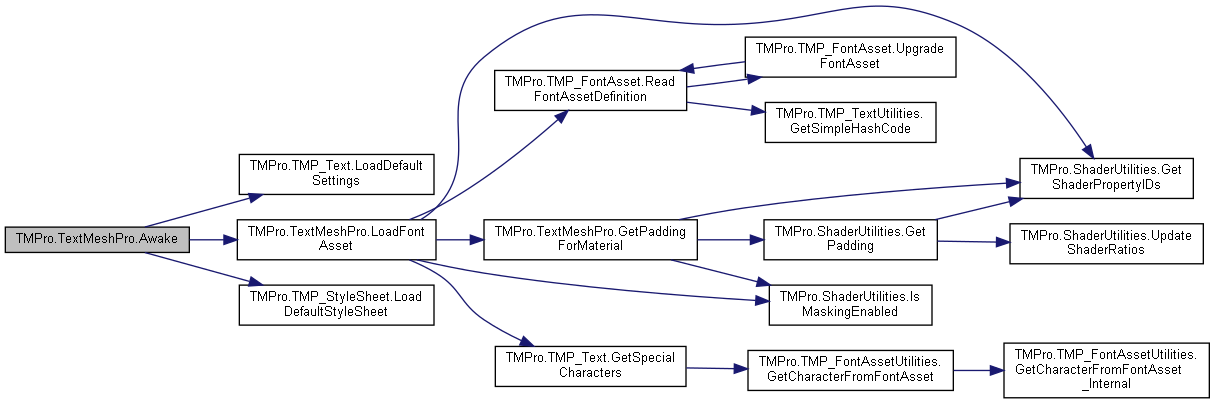 TMPro.TextMeshPro.Awake
TMPro.TMP_Text.LoadDefault
Settings
TMPro.TextMeshPro.LoadFont
Asset
TMPro.TMP_StyleSheet.Load
DefaultStyleSheet
TMPro.TMP_FontAsset.Read
FontAssetDefinition
TMPro.TextMeshPro.GetPadding
ForMaterial
TMPro.TMP_Text.GetSpecial
Characters
TMPro.TMP_FontAsset.Upgrade
FontAsset
TMPro.TMP_TextUtilities.
GetSimpleHashCode
TMPro.ShaderUtilities.Get
Padding
TMPro.ShaderUtilities.Is
MaskingEnabled
TMPro.TMP_FontAssetUtilities.
GetCharacterFromFontAsset
TMPro.ShaderUtilities.Get
ShaderPropertyIDs
TMPro.ShaderUtilities.Update
ShaderRatios
TMPro.TMP_FontAssetUtilities.
GetCharacterFromFontAsset
_Internal